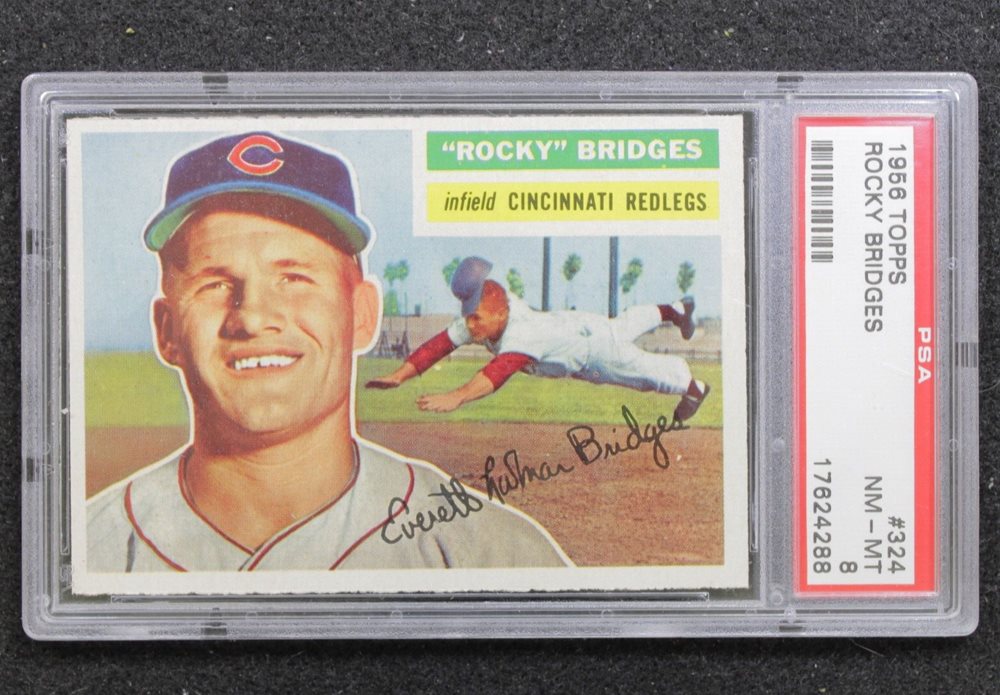 C
"ROCKY" BRIDGES
infield CINCINNATI REDLEGS
Everett Lamar Bridges
1956 TOPPS #324
ROCKY BRIDGES NM - MT
8
17624288
PSA